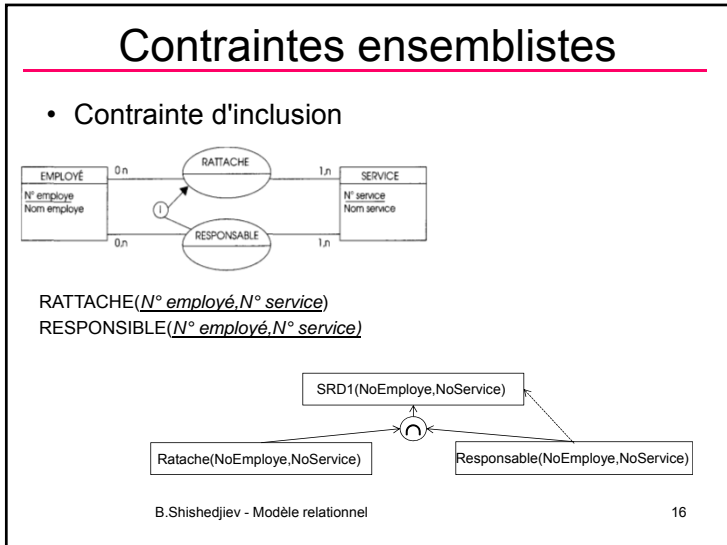 Contraintes ensemblistes
• Contrainte d'inclusion
RATTACHE
EMPLOYÉ
0n
1,n
SERVICE
N° employe
Nom employe
I
N° service
Nom service
0,n
RESPONSABLE
1,n
RATTACHE(N° employé,N° service)
RESPONSIBLE(N° employé,N° service)
SRD1(NoEmploye,NoService)
∩
Ratache(NoEmploye,NoService)
Responsable(NoEmploye,NoService)
B.Shishedjiev - Modèle relationnel
16